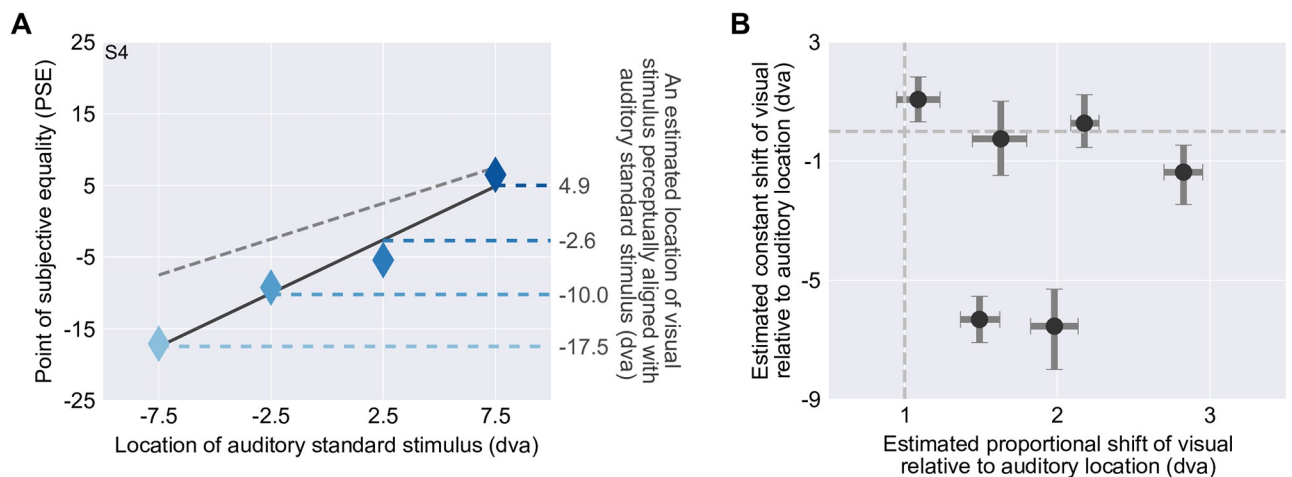 A
S4
25
15
5
-5
-15
-25
Point of subjective equality (PSE)
-7.5
-2.5
2.5
7.5
Location of auditory standard stimulus (dva)
4.9
-2.6
-10.0
-17.5
An estimated location of visual
stimulus perceptually aligned with
auditory standard stimulus (dva)
B
3
-1
-5
-9
Estimated constant shift of visual
relative to auditory location (dva)
1
2
3
Estimated proportional shift of visual
relative to auditory location (dva)